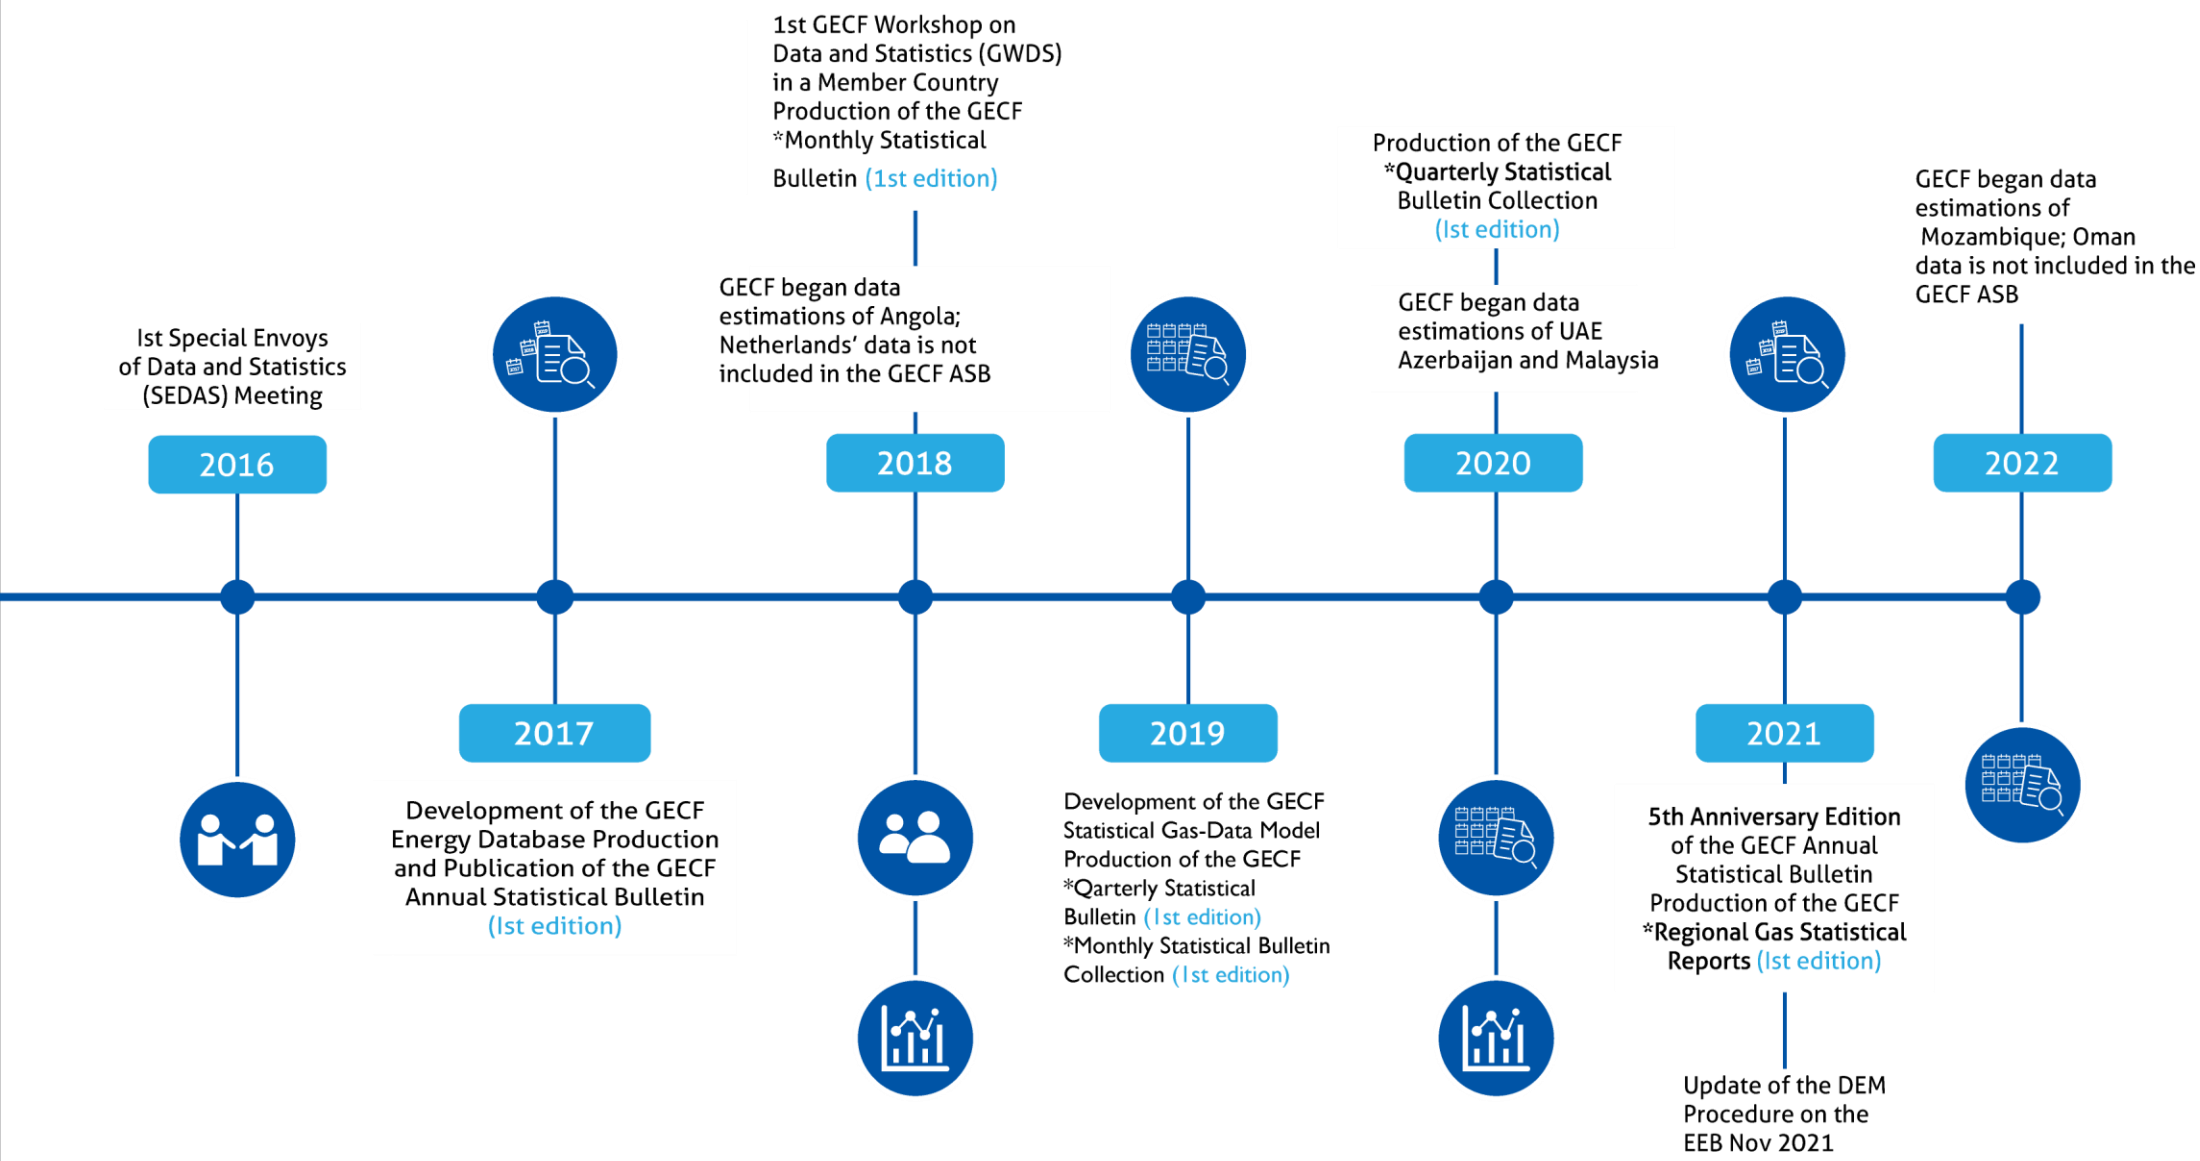 Ist Special Envoys
of Data and Statistics
(SEDAS) Meeting
2016
2017
Development of the GECF
Energy Database Production
and Publication of the GECF
Annual Statistical Bulletin
(Ist edition)
1st GECF Workshop on
Data and Statistics (GWDS)
in a Member Country
Production of the GECF
*Monthly Statistical
Bulletin (1st edition)
GECF began data
estimations of Angola;
Netherlands’ data is not
included in the GECF ASB
2018
2019
Development of the GECF
Statistical Gas-Data Model
Production of the GECF
*Qarterly Statistical
Bulletin (1st edition)
*Monthly Statistical Bulletin
Collection (1st edition)
Production of the GECF
*Quarterly Statistical
Bulletin Collection
(Ist edition)
GECF began data
estimations of UAE
Azerbaijan and Malaysia
2020
2021
5th Anniversary Edition
of the GECF Annual
Statistical Bulletin
Production of the GECF
*Regional Gas Statistical
Reports (Ist edition)
Update of the DEM
Procedure on the
EEB Nov 2021
GECF began data
estimations of
Mozambique; Oman
data is not included in the
GECF ASB
2022